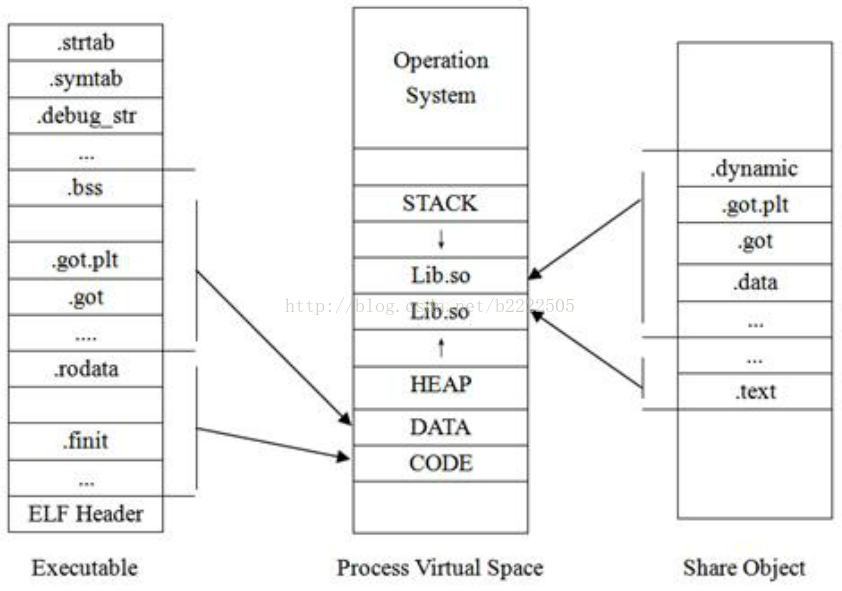 .strtab
.symtab
.debug_str
...
.bss
.got.plt
.got
....
.rodata
.finit
...
ELF Header
Executable
Operation
System
STACK
↓
Lib.so
Lib.so
↑
HEAP
DATA
CODE
Process Virtual Space
.dynamic
.got.plt
.got
.data
...
...
.text
Share Object
http://blog.csdn.net/b2222505